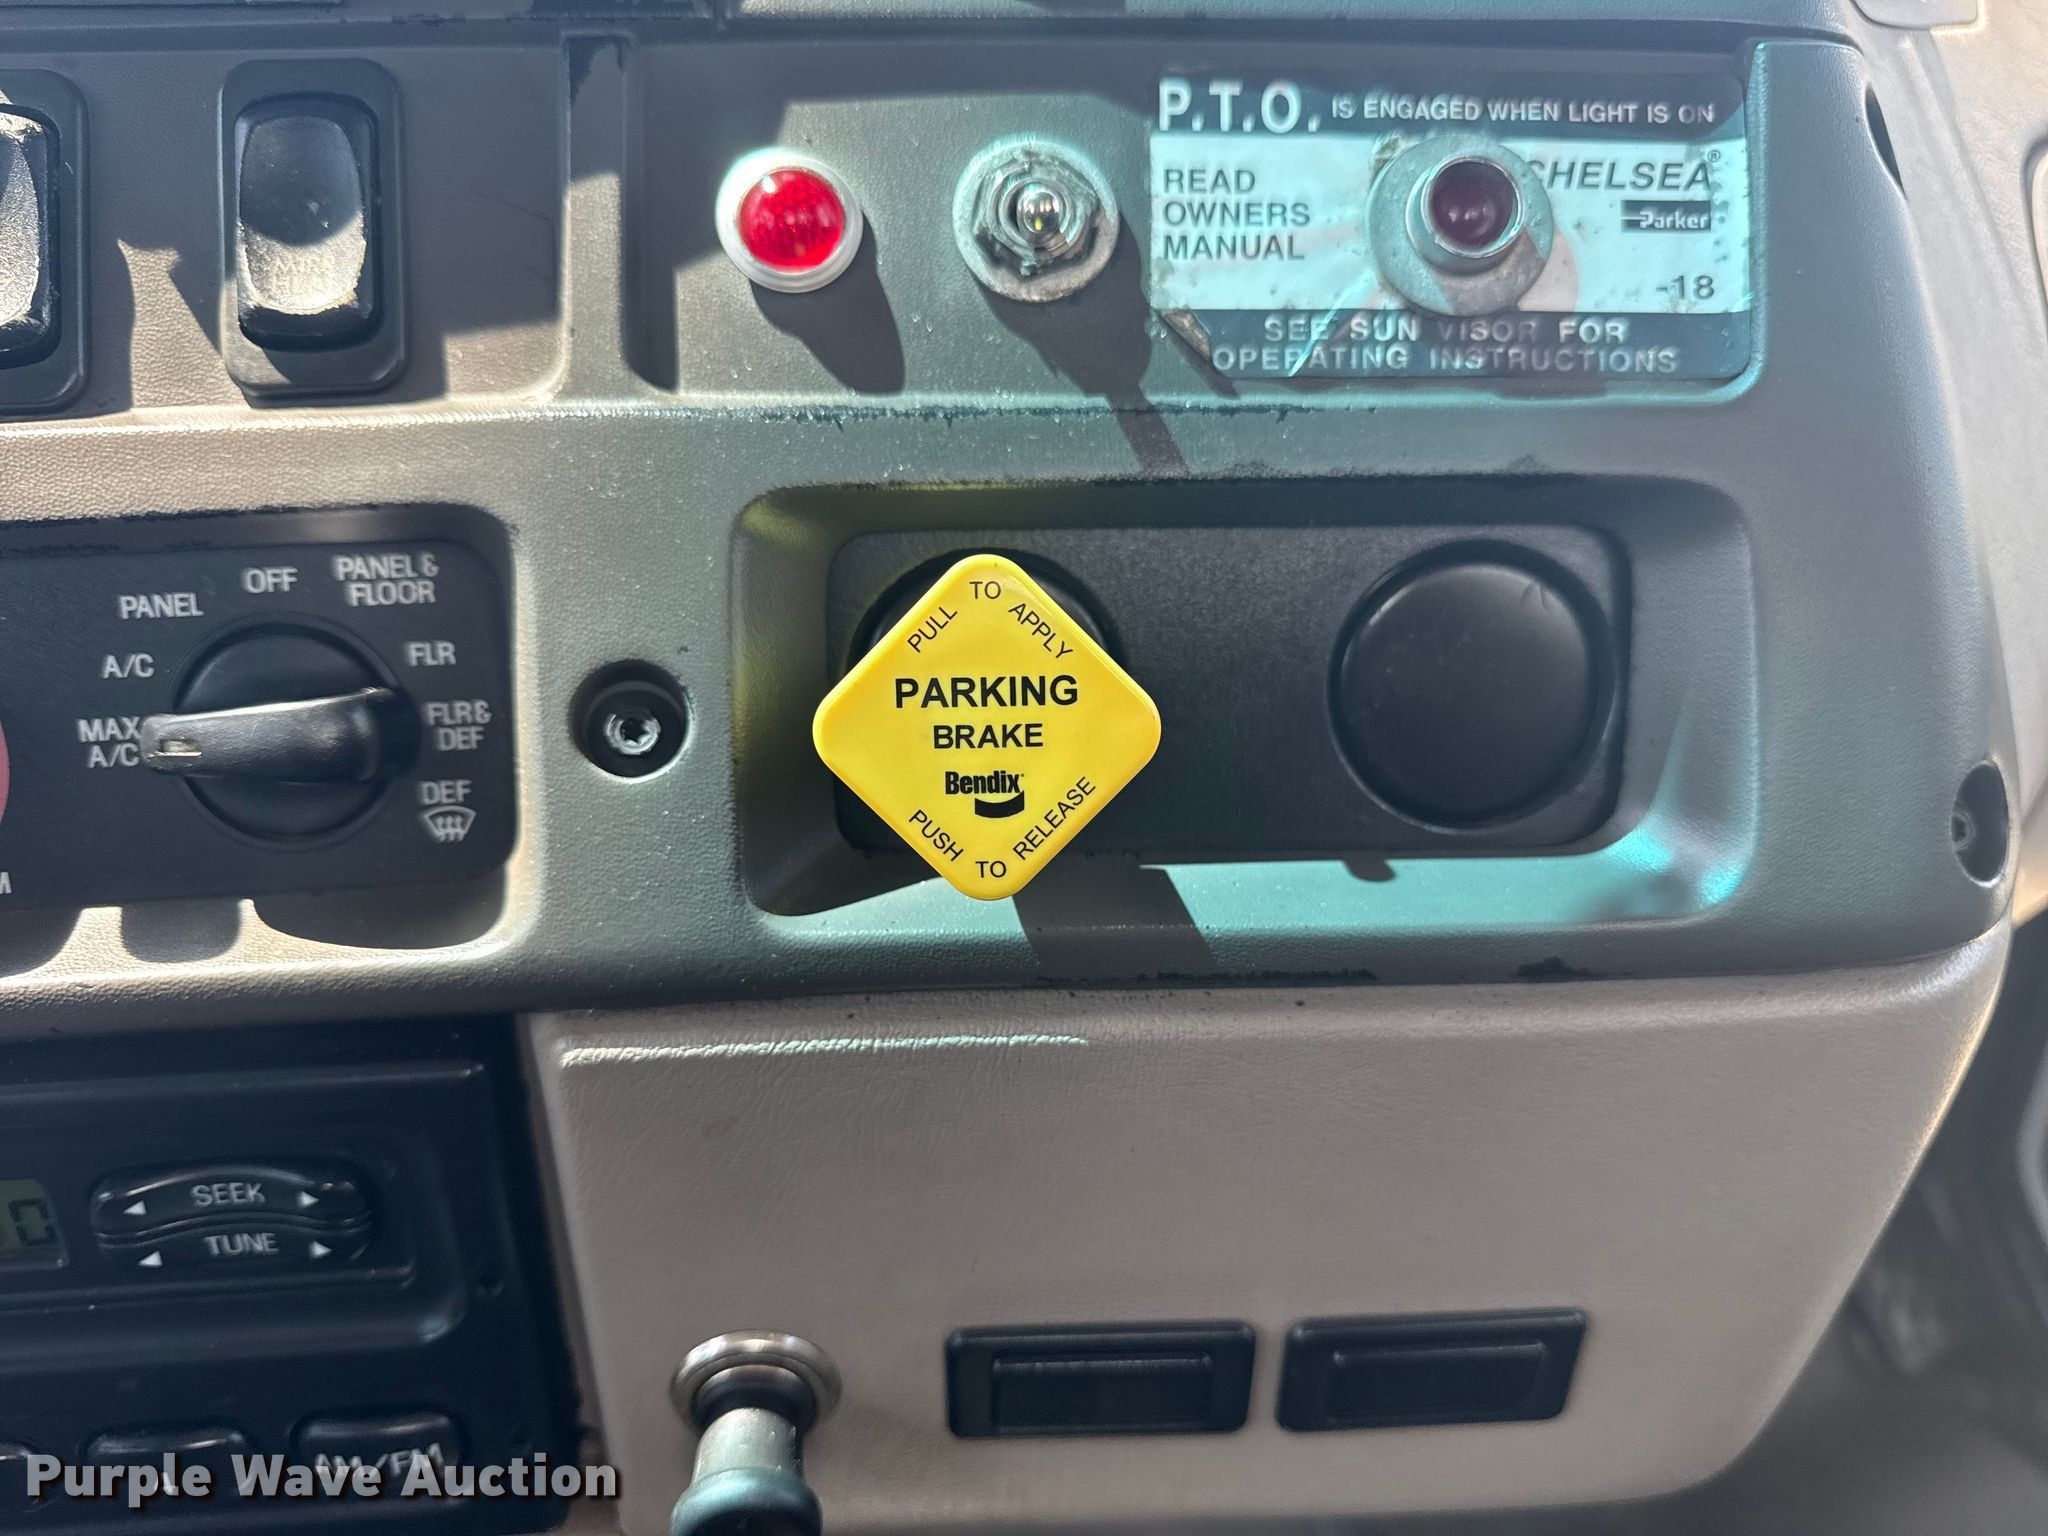 P.T.O. IS ENGAGED WHEN LIGHT IS ON
READ
OWNERS
MANUAL
CHELSEA®
Parker
-18
SEE SUN VISOR FOR
OPERATING INSTRUCTIONS
OFF
PANEL &
FLOOR
PANEL
A/C
FLR
MAX
A/C
FLR &
DEF
DEF
PULL TO APPLY
PARKING
BRAKE
Bendix
PUSH TO RELEASE
M
SEEK
TUNE
AM/FM
Purple Wave Auction